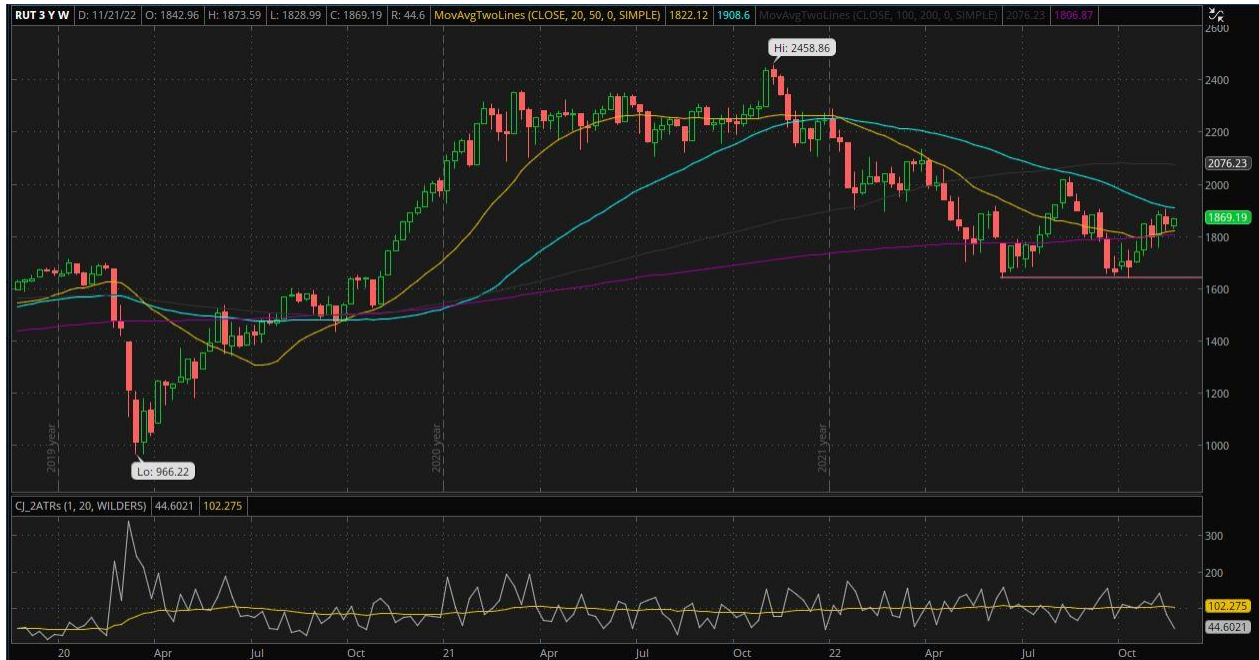 RUT 3 Y W D: 11/21/22 O: 1842.96 H: 1873.59 L: 1828.99 C: 1869.19 R: 44.6 MovAvgTwoLines (CLOSE, 20, 50, 0, SIMPLE) 1822.12 1908.6 MovAvgTwoLines (CLOSE, 100, 200, 0, SIMPLE) 2076.23 1806.87
2600
Hi: 2458.86
2400
2200
2076.23
2000
1869.19
1800
1600
1400
1200
1000
2019 year
2020 year
2021 year
Lo: 966.22
CJ_2ATRs (1, 20, WILDERS) 44.6021 102.275
300
200
102.275
44.6021
20 Apr Jul Oct 21 Apr Jul Oct 22 Apr Jul Oct